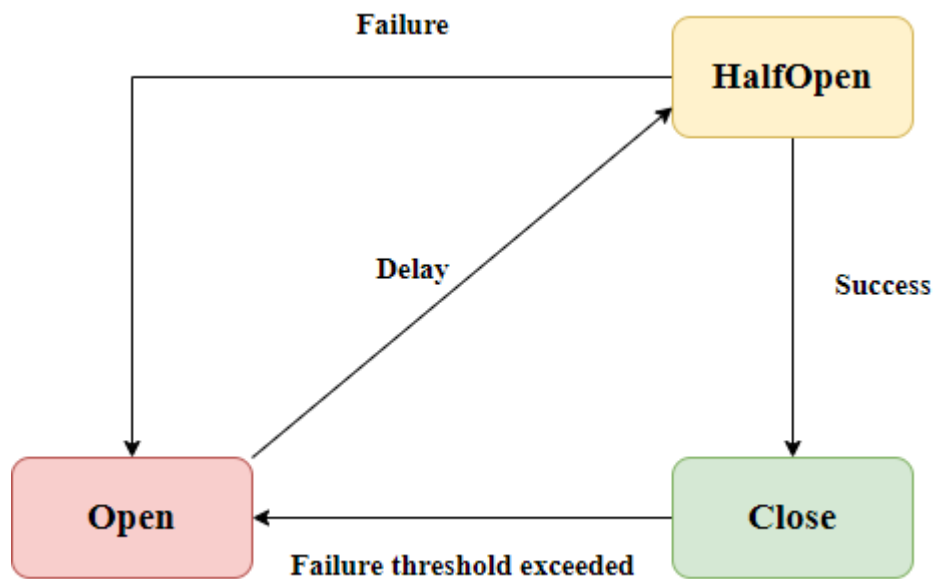 Failure
HalfOpen
Delay
Success
Open
Close
Failure threshold exceeded